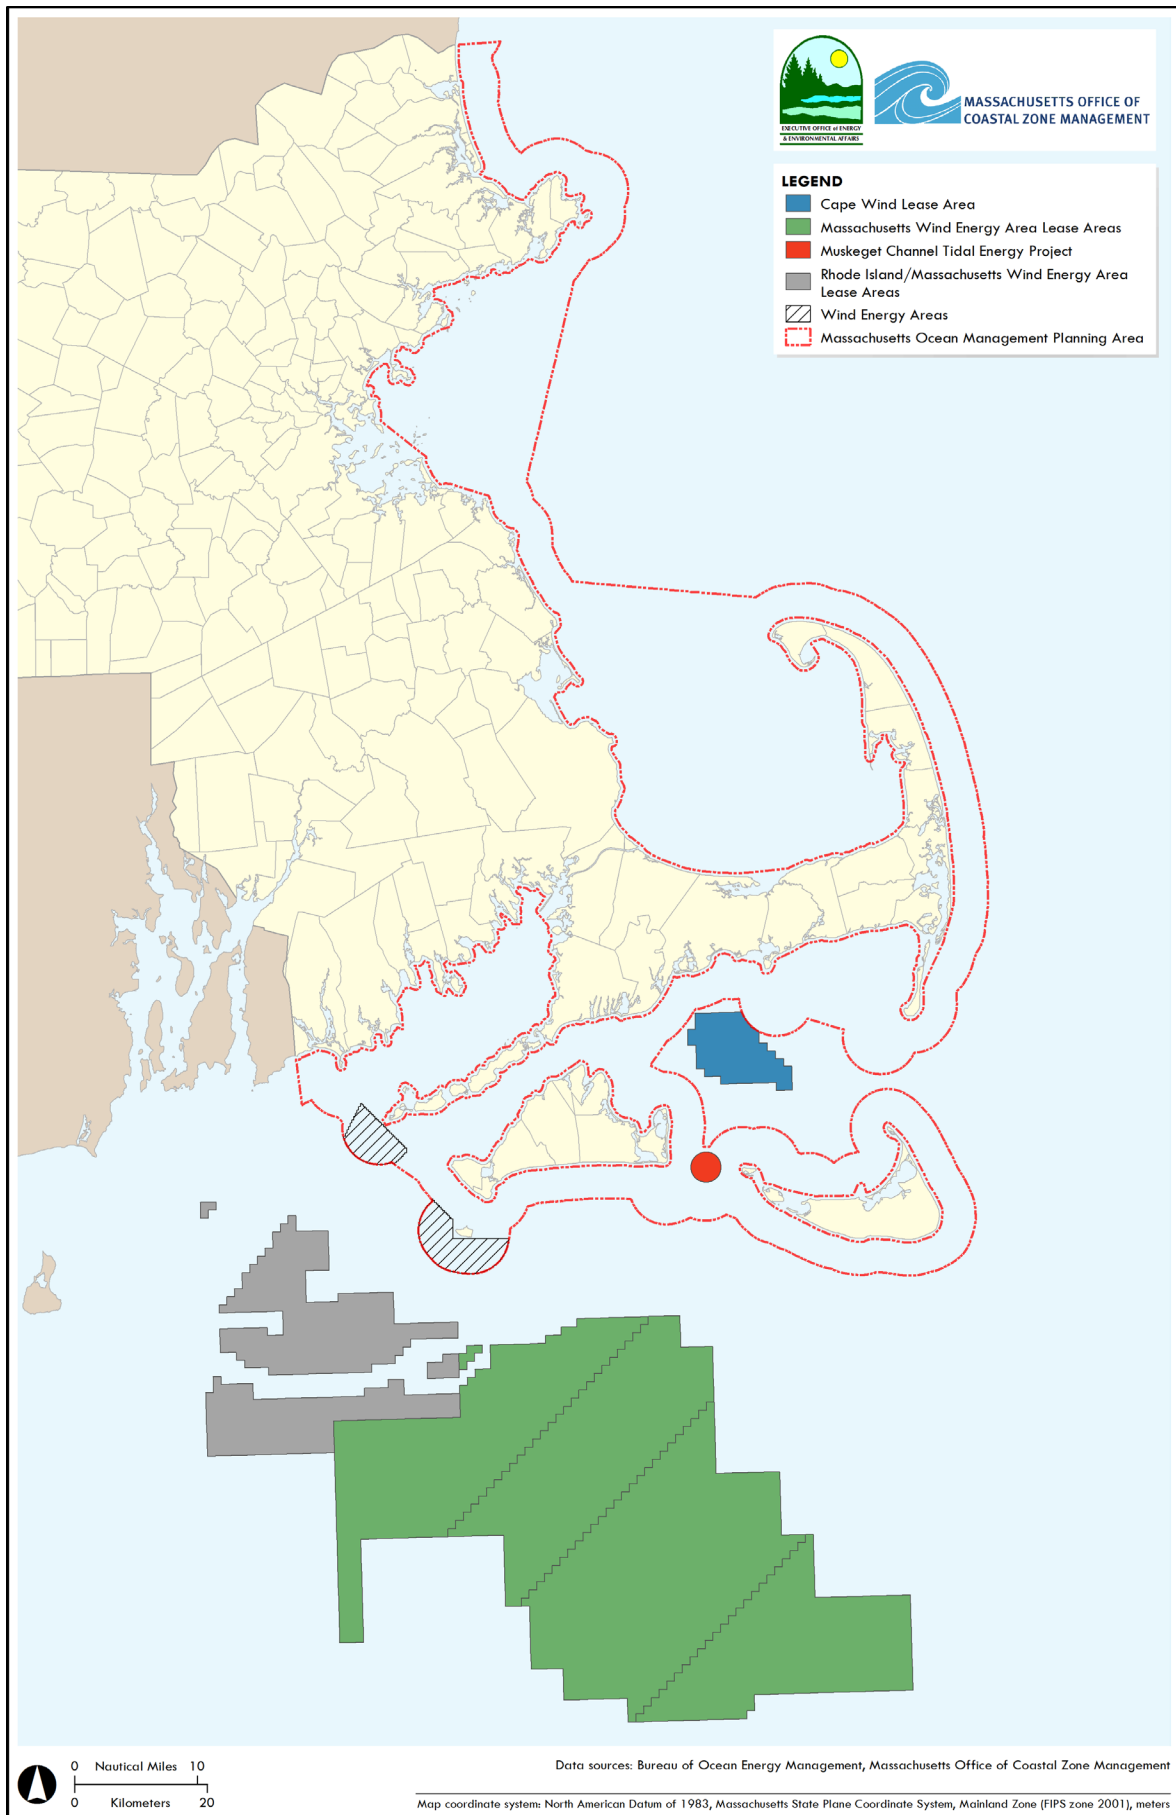 EXECUTIVE OFFICE of ENERGY
& ENVIRONMENTAL AFFAIRS
MASSACHUSETTS OFFICE OF
COASTAL ZONE MANAGEMENT
LEGEND
Cape Wind Lease Area
Massachusetts Wind Energy Area Lease Areas
Muskeget Channel Tidal Energy Project
Rhode Island/Massachusetts Wind Energy Area
Lease Areas
Wind Energy Areas
Massachusetts Ocean Management Planning Area
0 Nautical Miles 10
0 Kilometers 20
Data sources: Bureau of Ocean Energy Management, Massachusetts Office of Coastal Zone Management
Map coordinate system: North American Datum of 1983, Massachusetts State Plane Coordinate System, Mainland Zone (FIPS zone 2001), meters